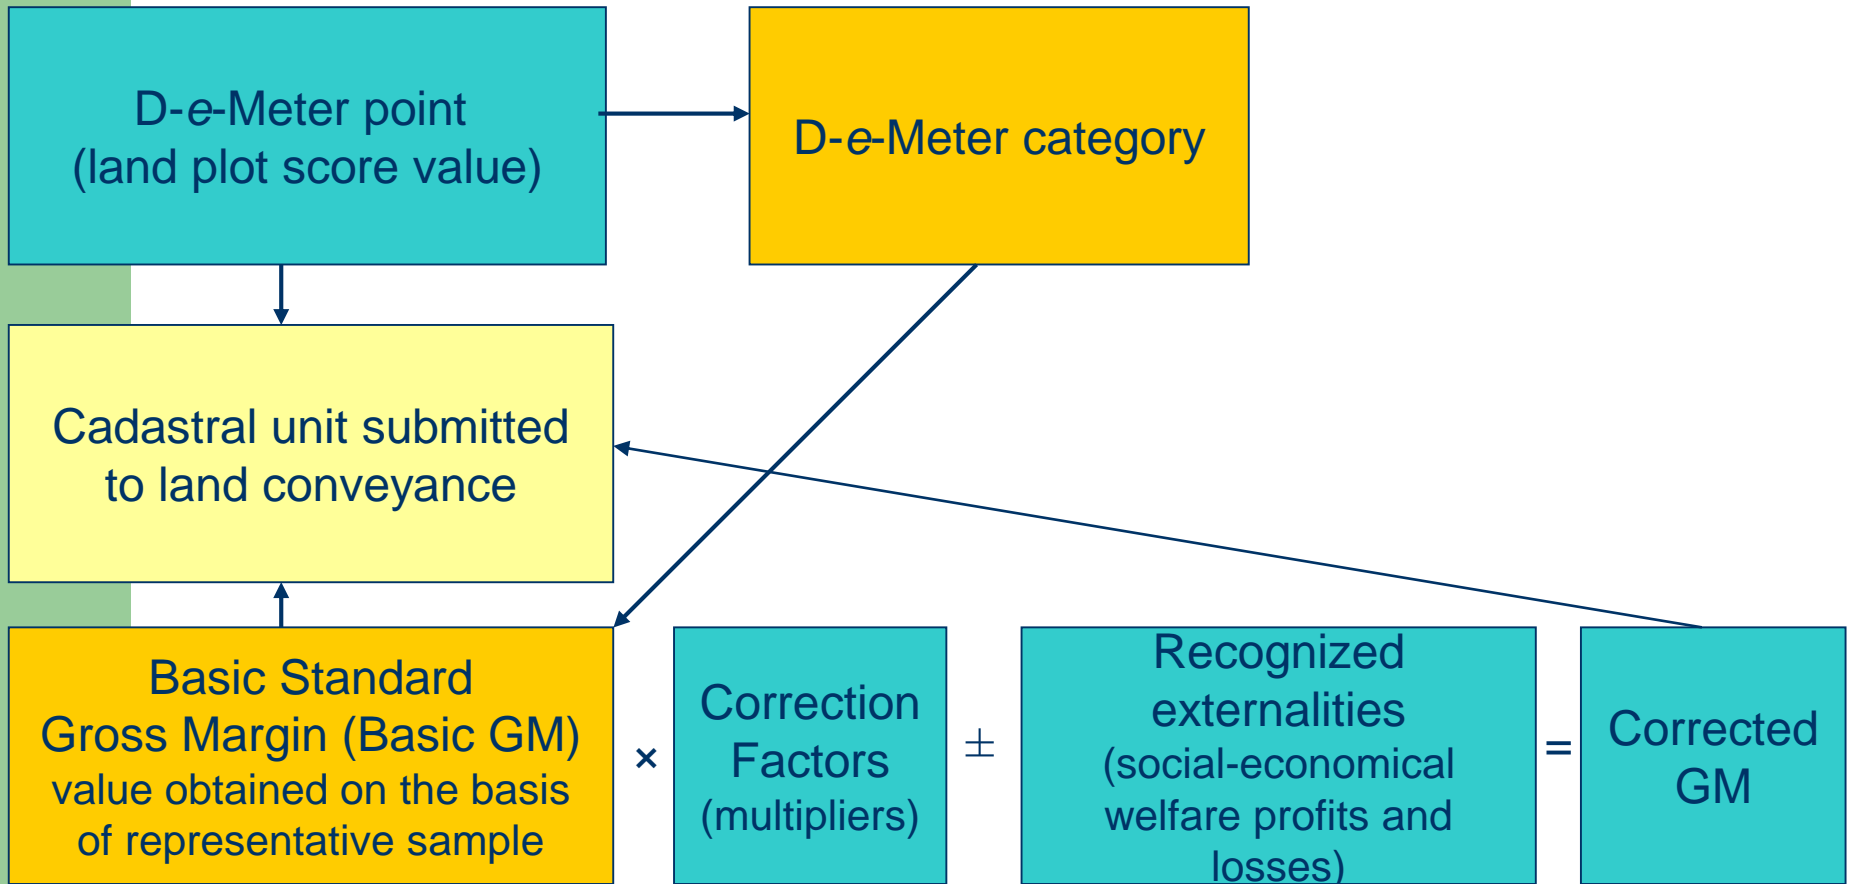 D-e-Meter point
(land plot score value)
D-e-Meter category
Cadastral unit submitted
to land conveyance
Basic Standard
Gross Margin (Basic GM)
value obtained on the basis
of representative sample
×
Correction
Factors
(multipliers)
±
Recognized
externalities
(social-economical
welfare profits and
losses)
=
Corrected
GM